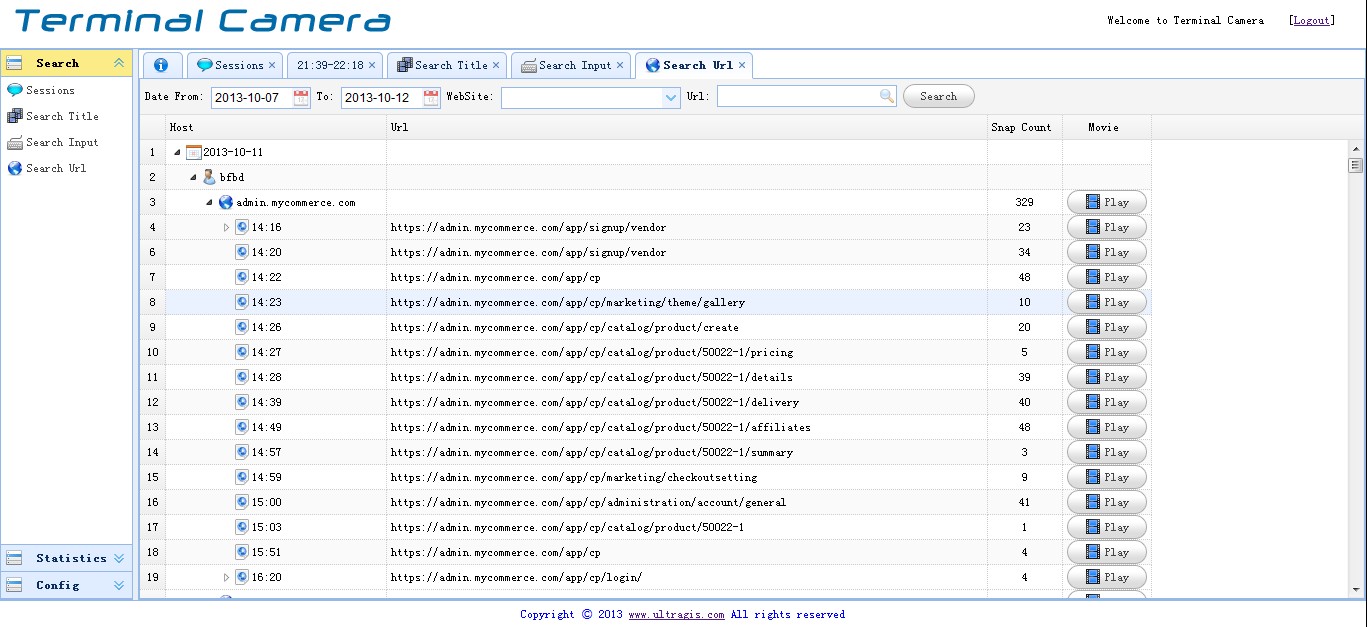 Terminal Camera
Welcome to Terminal Camera [Logout]
Search
Sessions
Search Title
Search Input
Search Url
Statistics
Config
Sessions × 21:39-22:18 × Search Title × Search Input × Search Url ×
Date From: 2013-10-07 To: 2013-10-12 WebSite: Url: Search
Host Url Snap Count Movie
1 2013-10-11
2 bfbd
3 admin.mycommerce.com 329 Play
4 14:16 https://admin.mycommerce.com/app/signup/vendor 23 Play
6 14:20 https://admin.mycommerce.com/app/signup/vendor 34 Play
7 14:22 https://admin.mycommerce.com/app/cp 48 Play
8 14:23 https://admin.mycommerce.com/app/cp/marketing/theme/gallery 10 Play
9 14:26 https://admin.mycommerce.com/app/cp/catalog/product/create 20 Play
10 14:27 https://admin.mycommerce.com/app/cp/catalog/product/50022-1/pricing 5 Play
11 14:28 https://admin.mycommerce.com/app/cp/catalog/product/50022-1/details 39 Play
12 14:39 https://admin.mycommerce.com/app/cp/catalog/product/50022-1/delivery 40 Play
13 14:49 https://admin.mycommerce.com/app/cp/catalog/product/50022-1/affiliates 48 Play
14 14:57 https://admin.mycommerce.com/app/cp/catalog/product/50022-1/summary 3 Play
15 14:59 https://admin.mycommerce.com/app/cp/marketing/checkoutsetting 9 Play
16 15:00 https://admin.mycommerce.com/app/cp/administration/account/general 41 Play
17 15:03 https://admin.mycommerce.com/app/cp/catalog/product/50022-1 1 Play
18 15:51 https://admin.mycommerce.com/app/cp 4 Play
19 16:20 https://admin.mycommerce.com/app/cp/login/ 4 Play
Copyright © 2013 www.ultragis.com All rights reserved